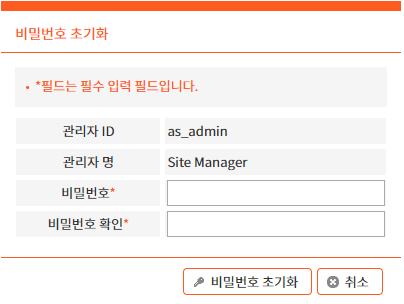 비밀번호 초기화
• *필드는 필수 입력 필드입니다.
관리자 ID as_admin
관리자 명 Site Manager
비밀번호*
비밀번호 확인*
비밀번호 초기화 취소